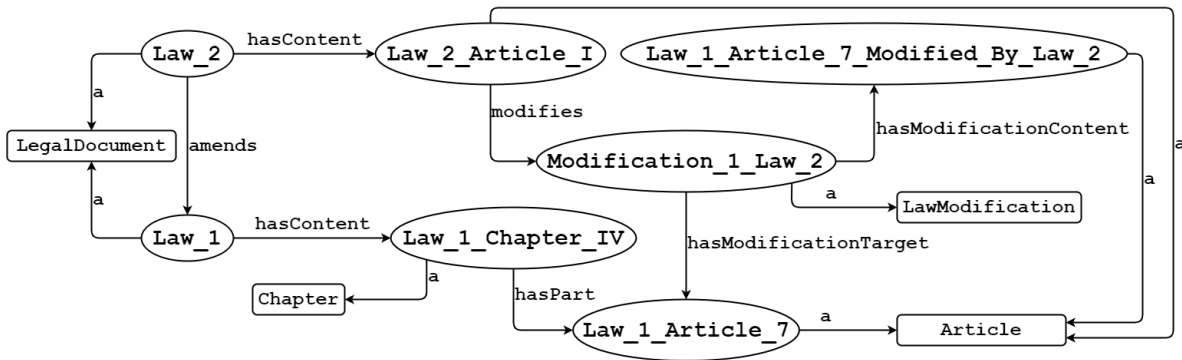 Law_2
hasContent
Law_2_Article_I
Law_1_Article_7_Modified_By_Law_2
a
modifies
hasModificationContent
LegalDocument
amends
Modification_1_Law_2
a
a
a
a
LawModification
Law_1
hasContent
Law_1_Chapter_IV
hasModificationTarget
a
Chapter
hasPart
Law_1_Article_7
a
Article